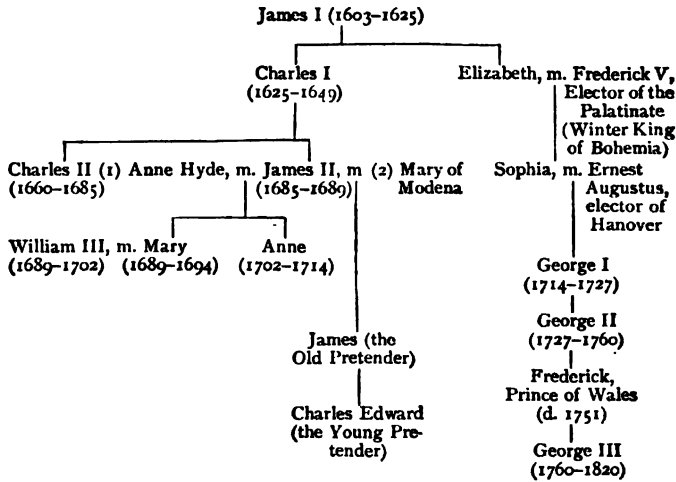 James I (1603–1625)
Charles I
(1625–1649)
Elizabeth, m. Frederick V,
Elector of the
Palatinate
(Winter King
of Bohemia)
Charles II (1) Anne Hyde, m. James II, m (2) Mary of
(1660–1685) (1685–1689) Modena
Sophia, m. Ernest
Augustus,
elector of
Hanover
William III, m. Mary Anne
(1689–1702) (1689–1694) (1702–1714)
George I
(1714–1727)
George II
(1727–1760)
James (the
Old Pretender)
Frederick,
Prince of Wales
(d. 1751)
Charles Edward
(the Young Pre-
tender)
George III
(1760–1820)